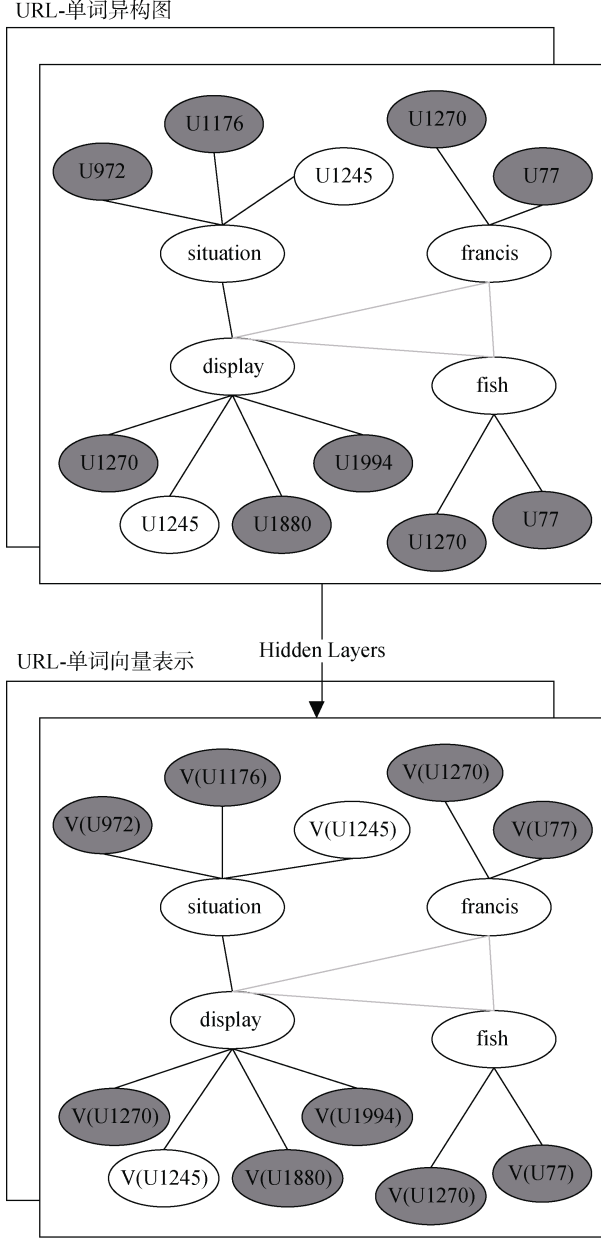 URL-单词异构图
U1176
U1270
U972
U1245
U77
situation
francis
display
fish
U1270
U1994
U1245
U1880
U1270
U77
Hidden Layers
URL-单词向量表示
V(U1176)
V(U1270)
V(U972)
V(U1245)
V(U77)
situation
francis
display
fish
V(U1270)
V(U1994)
V(U1245)
V(U1880)
V(U1270)
V(U77)